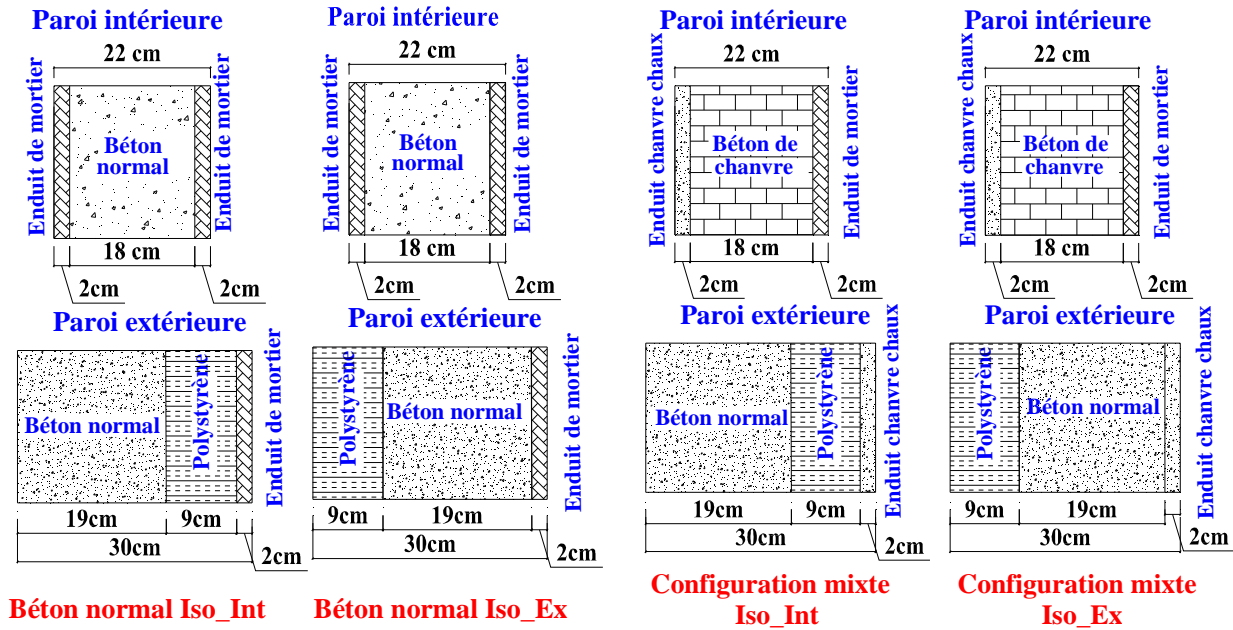 Paroi intérieure
22 cm
Enduit de mortier
Béton
normal
Enduit de mortier
18 cm
2cm
2cm
Paroi extérieure
Béton normal
Polystyrène
Enduit de mortier
19cm
9cm
30cm
2cm
Béton normal Iso_Int
Paroi intérieure
22 cm
Enduit de mortier
Béton
normal
Enduit de mortier
18 cm
2cm
2cm
Paroi extérieure
Polystyrène
Béton normal
Enduit de mortier
9cm
19cm
30cm
2cm
Béton normal Iso_Ex
Paroi intérieure
22 cm
Enduit chanvre chaux
Béton de
chanvre
Enduit de mortier
18 cm
2cm
2cm
Paroi extérieure
Béton normal
Polystyrène
Enduit chanvre chaux
19cm
9cm
30cm
2cm
Configuration mixte
Iso_Int
Paroi intérieure
22 cm
Enduit chanvre chaux
Béton de
chanvre
Enduit de mortier
18 cm
2cm
2cm
Paroi extérieure
Polystyrène
Béton normal
Enduit chanvre chaux
9cm
19cm
30cm
2cm
Configuration mixte
Iso_Ex